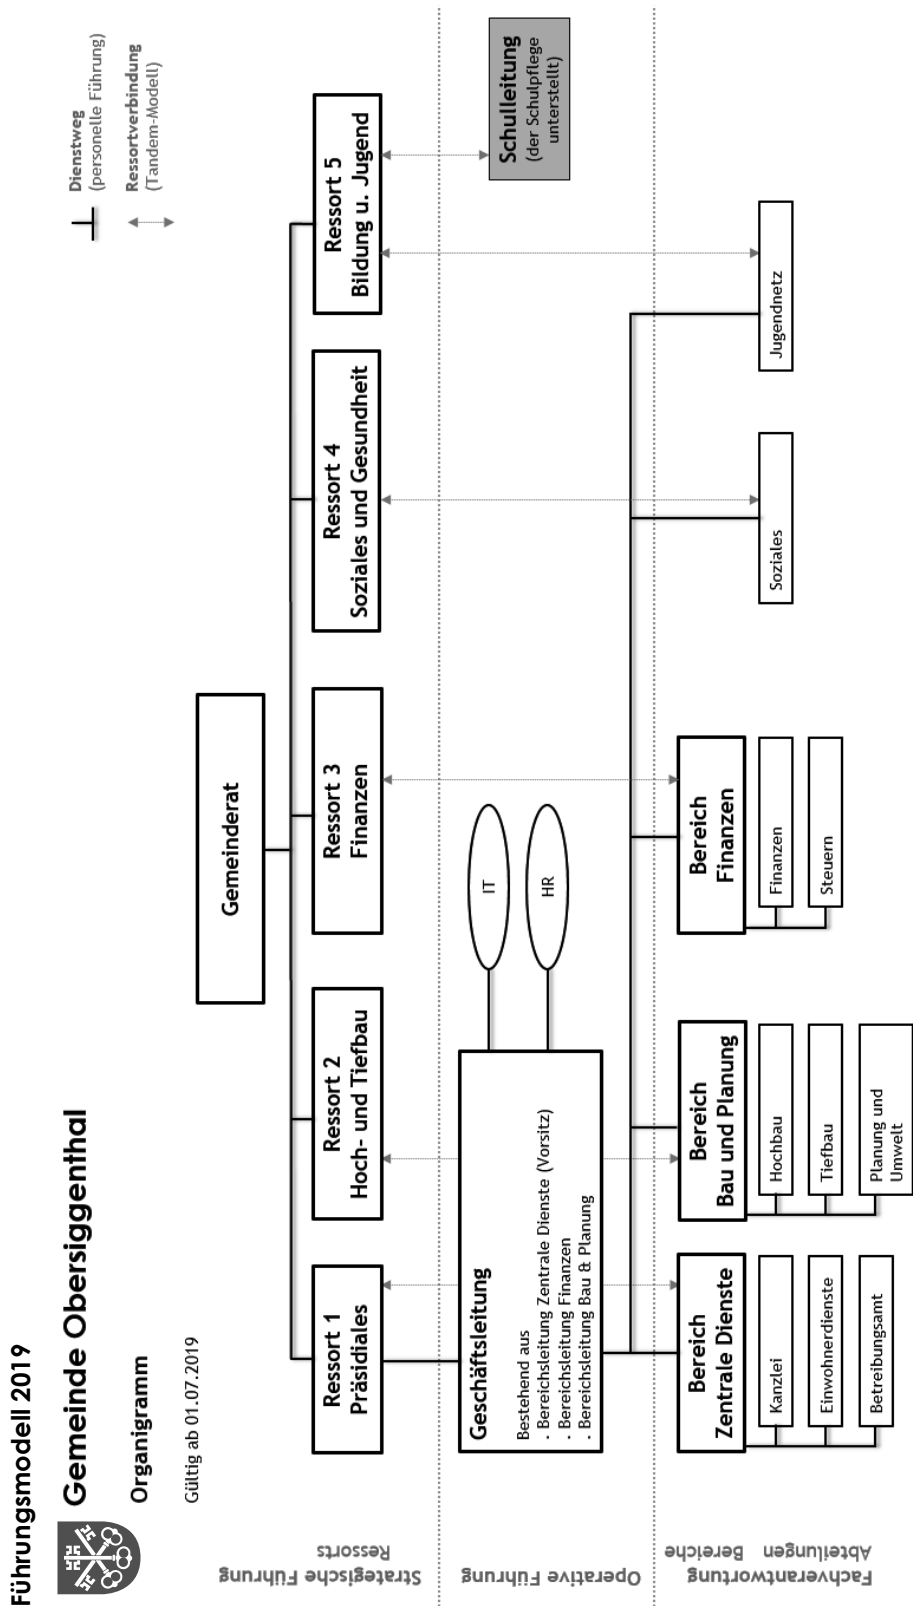 Führungsmodell 2019
Gemeinde Obersiggenthal
Organigramm
Gültig ab 01.07.2019
Dienstweg
(personelle Führung)
Ressortverbindung
(Tandem-Modell)
Strategische Führung
Ressorts
Gemeinderat
Ressort 1
Präsidiales
Ressort 2
Hoch- und Tiefbau
Ressort 3
Finanzen
Ressort 4
Soziales und Gesundheit
Ressort 5
Bildung u. Jugend
Operative Führung
Geschäftsleitung
Bestehend aus
. Bereichsleitung Zentrale Dienste (Vorsitz)
. Bereichsleitung Finanzen
. Bereichsleitung Bau & Planung
IT
HR
Schulleitung
(der Schulpflege
unterstellt)
Fachverantwortung
Abteilungen Bereiche
Bereich
Zentrale Dienste
Kanzlei
Einwohnerdienste
Betreibungsamt
Bereich
Bau und Planung
Hochbau
Tiefbau
Planung und
Umwelt
Bereich
Finanzen
Finanzen
Steuern
Soziales
Jugendnetz